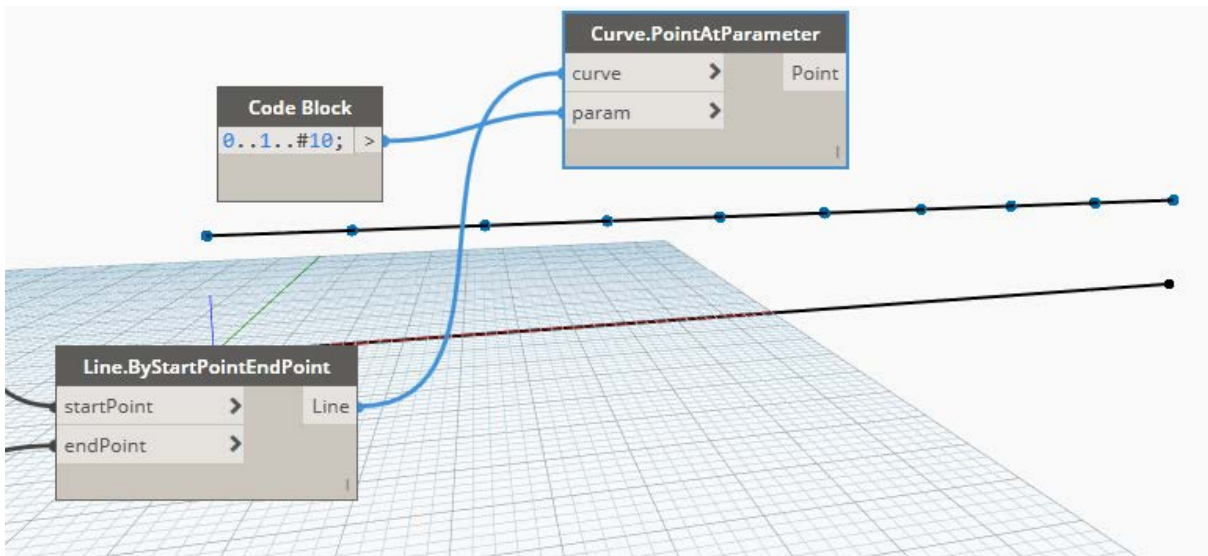 Curve.PointAtParameter
curve > Point
param >
Code Block
0..1..#10; >
Line.ByStartPointEndPoint
startPoint > Line
endPoint >